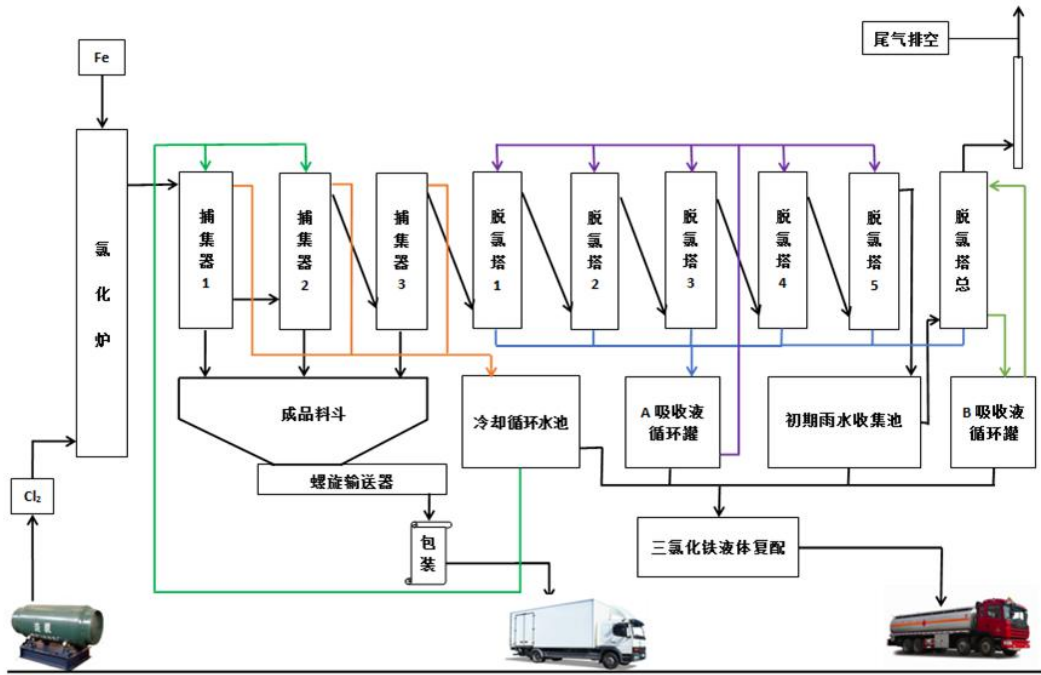 尾气排空
Fe
氯化炉
捕集器1
捕集器2
捕集器3
脱氯塔1
脱氯塔2
脱氯塔3
脱氯塔4
脱氯塔5
脱氯塔总
成品料斗
冷却循环水池
A 吸收液
循环罐
初期雨水收集池
B 吸收液
循环罐
螺旋输送器
Cl₂
包装
三氯化铁液体复配